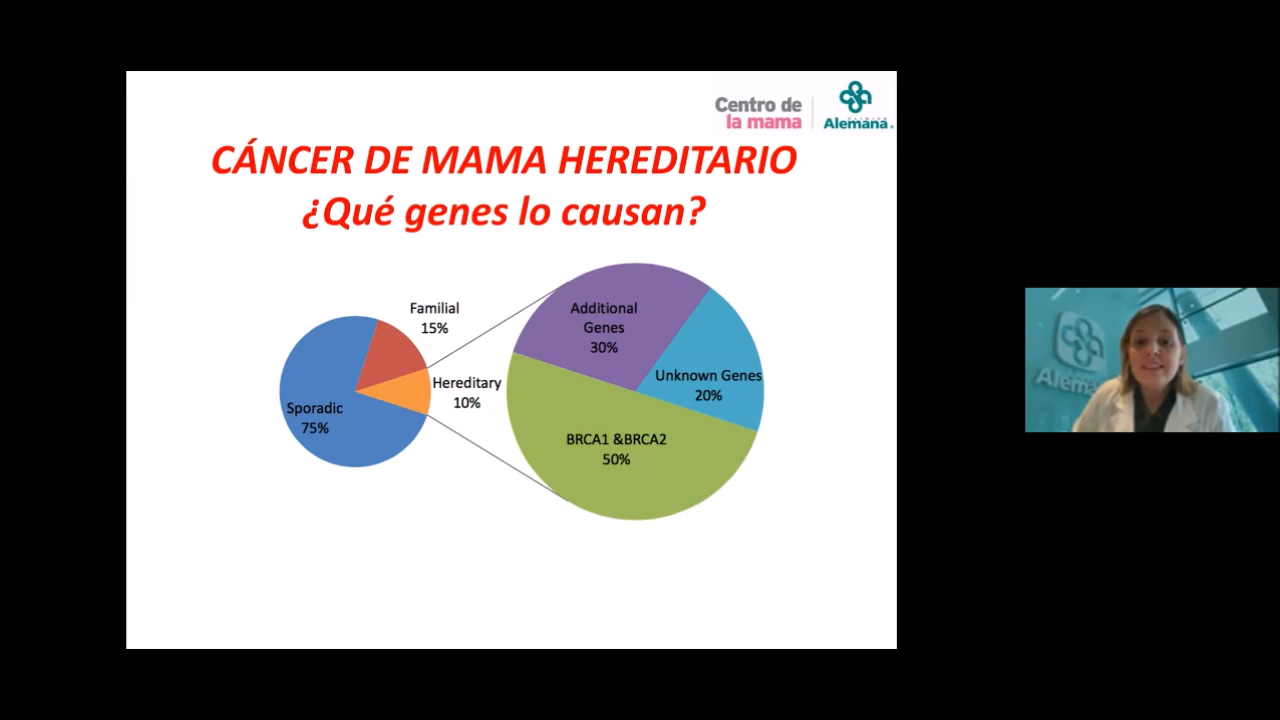 Centro de
la mama
CLINICA
Alemana
CÁNCER DE MAMA HEREDITARIO
¿Qué genes lo causan?
Familial
15%
Hereditary
10%
Sporadic
75%
Additional
Genes
30%
Unknown Genes
20%
BRCA1 &BRCA2
50%